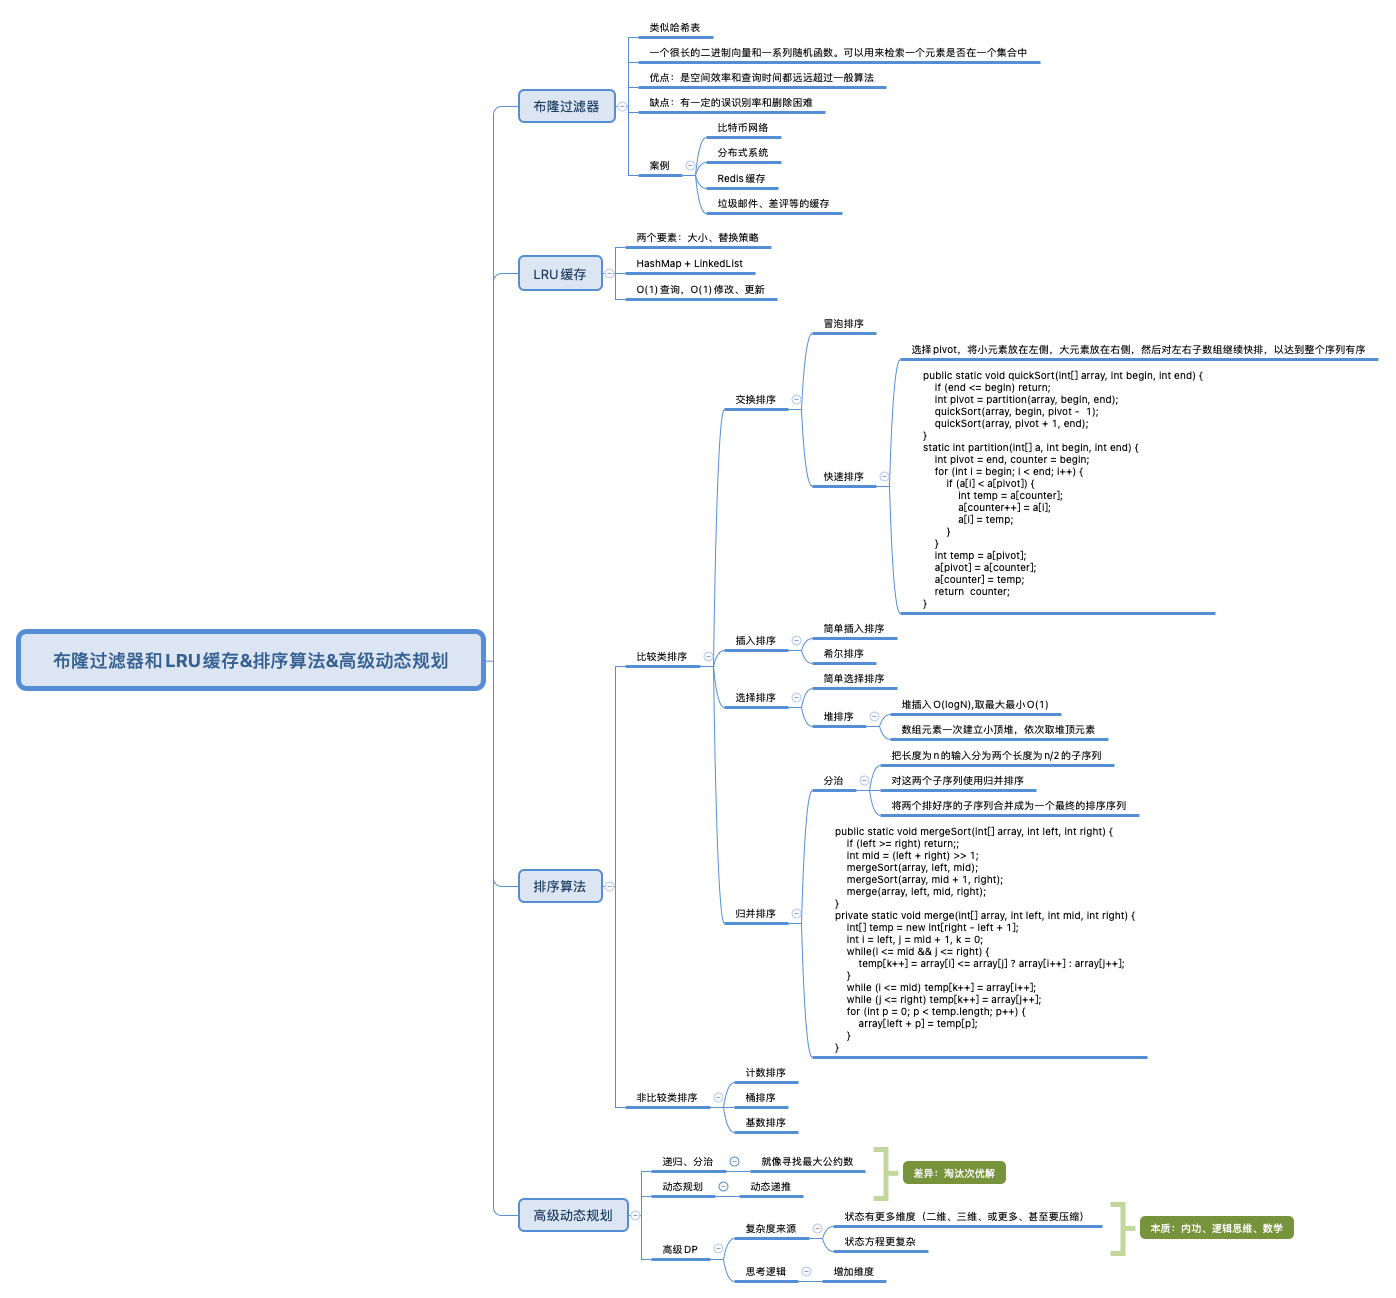 布隆过滤器和LRU缓存&排序算法&高级动态规划
布隆过滤器
类似哈希表
一个很长的二进制向量和一系列随机函数。可以用来检索一个元素是否在一个集合中
优点：是空间效率和查询时间都远远超过一般算法
缺点：有一定的误识别率和删除困难
案例
比特币网络
分布式系统
Redis缓存
垃圾邮件、差评等的缓存
LRU缓存
两个要素：大小、替换策略
HashMap + LinkedList
O(1)查询，O(1)修改、更新
排序算法
比较类排序
交换排序
冒泡排序
快速排序
选择pivot，将小元素放在左侧，大元素放在右侧，然后对左右子数组继续快排，以达到整个序列有序
public static void quickSort(int[] array, int begin, int end) {
if (end <= begin) return;
int pivot = partition(array, begin, end);
quickSort(array, begin, pivot -  1);
quickSort(array, pivot + 1, end);
}
static int partition(int[] a, int begin, int end) {
int pivot = end, counter = begin;
for (int i = begin; i < end; i++) {
if (a[i] < a[pivot]) {
int temp = a[counter];
a[counter++] = a[i];
a[i] = temp;
}
}
int temp = a[pivot];
a[pivot] = a[counter];
a[counter] = temp;
return  counter;
}
插入排序
简单插入排序
希尔排序
选择排序
简单选择排序
堆排序
堆插入O(logN),取最大最小O(1)
数组元素一次建立小顶堆，依次取堆顶元素
归并排序
分治
把长度为n的输入分为两个长度为n/2的子序列
对这两个子序列使用归并排序
将两个排好序的子序列合并成为一个最终的排序序列
public static void mergeSort(int[] array, int left, int right) {
if (left >= right) return;;
int mid = (left + right) >> 1;
mergeSort(array, left, mid);
mergeSort(array, mid + 1, right);
merge(array, left, mid, right);
}
private static void merge(int[] array, int left, int mid, int right) {
int[] temp = new int[right - left + 1];
int i = left, j = mid + 1, k = 0;
while(i <= mid && j <= right) {
temp[k++] = array[i] <= array[j] ? array[i++] : array[j++];
}
while (i <= mid) temp[k++] = array[i++];
while (j <= right) temp[k++] = array[j++];
for (int p = 0; p < temp.length; p++) {
array[left + p] = temp[p];
}
}
非比较类排序
计数排序
桶排序
基数排序
高级动态规划
递归、分治
就像寻找最大公约数
动态规划
动态递推
差异：淘汰次优解
高级DP
复杂度来源
状态有更多维度（二维、三维、或更多、甚至要压缩）
状态方程更复杂
思考逻辑
增加维度
本质：内功、逻辑思维、数学